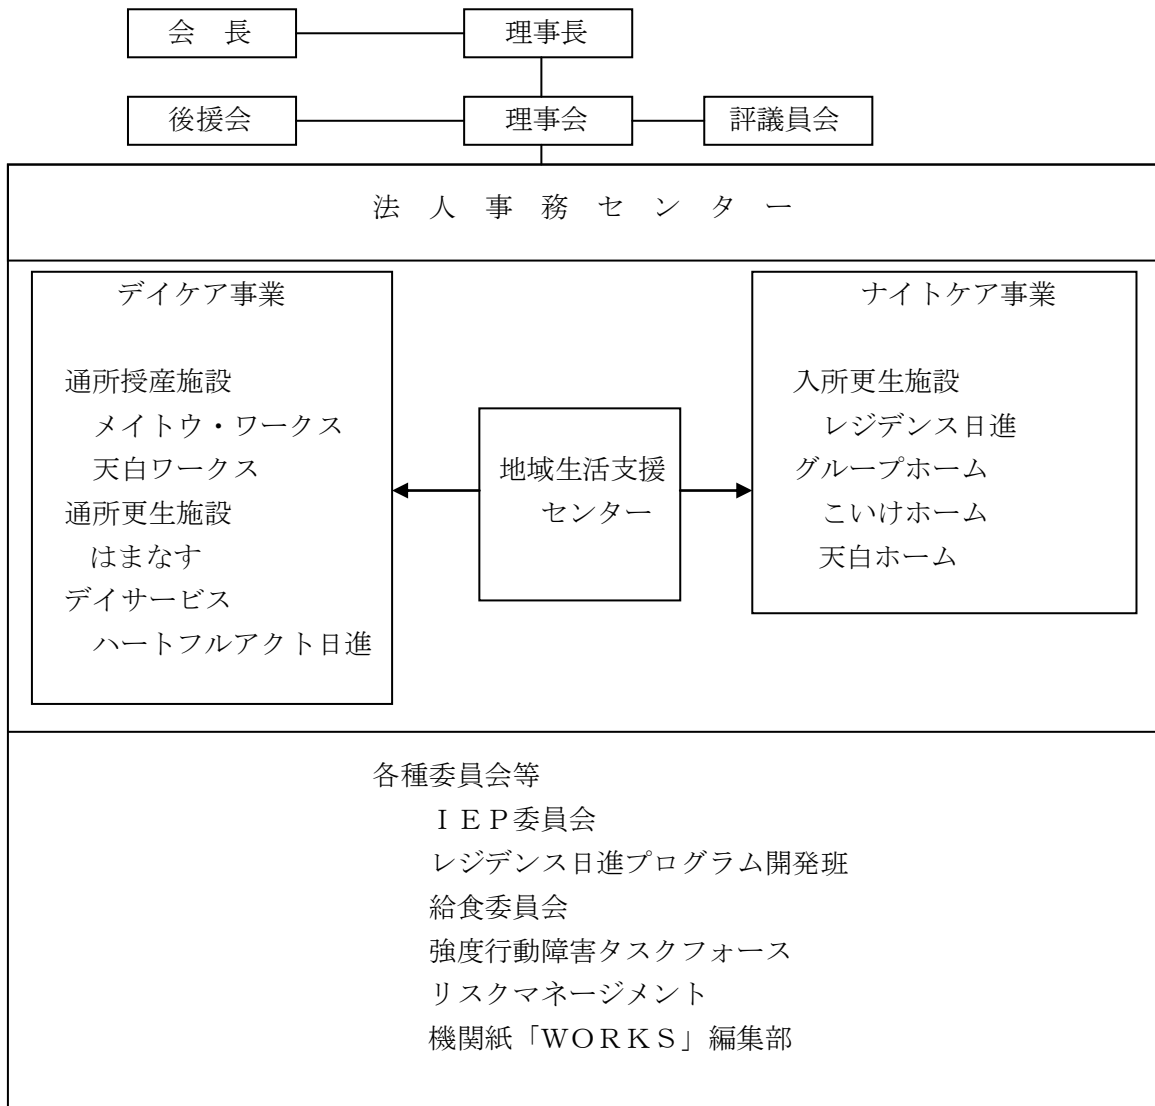 会　長
理事長
後援会
理事会
評議員会
法　人　事　務　セ　ン　タ　ー
デイケア事業
通所授産施設
メイトウ・ワークス
天白ワークス
通所更生施設
はまなす
デイサービス
ハートフルアクト日進
地域生活支援
センター
ナイトケア事業
入所更生施設
レジデンス日進
グループホーム
こいけホーム
天白ホーム
各種委員会等
ＩＥＰ委員会
レジデンス日進プログラム開発班
給食委員会
強度行動障害タスクフォース
リスクマネージメント
機関紙「ＷＯＲＫＳ」編集部